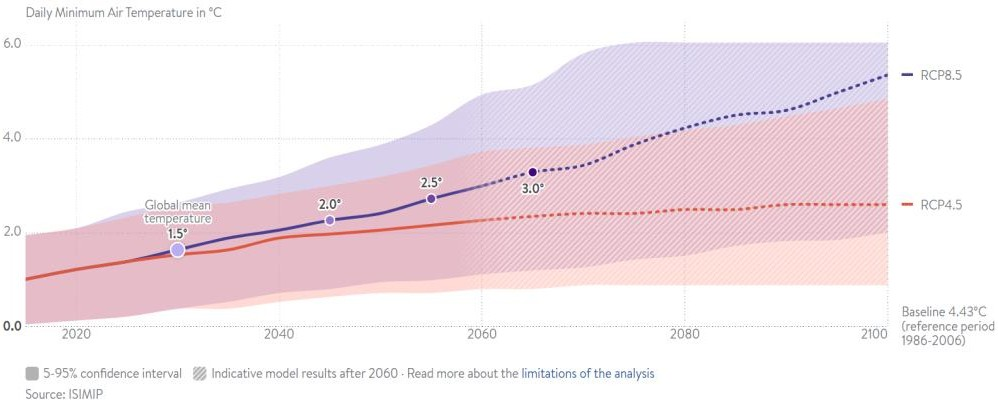 Daily Minimum Air Temperature in °C
6.0
4.0
2.0
0.0
Global mean
temperature
1.5°
2.0°
2.5°
3.0°
RCP8.5
RCP4.5
2020
2040
2060
2080
2100
Baseline 4.43°C
(reference period
1986-2006)
5-95% confidence interval
Indicative model results after 2060 · Read more about the limitations of the analysis
Source: ISIMIP